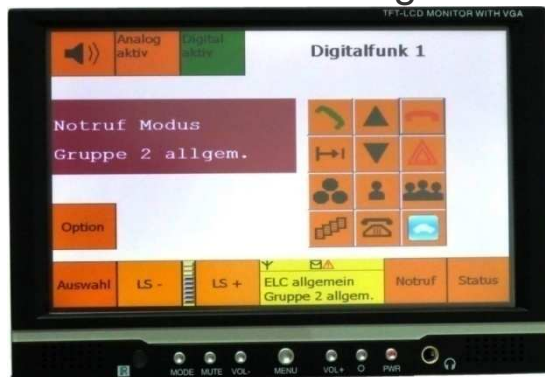 TFT-LCD MONITOR WITH VGA
Analog aktiv
Digital aktiv
Digitalfunk 1
Notruf Modus
Gruppe 2 allgem.
Option
Auswahl
LS -
LS +
ELC allgemein
Gruppe 2 allgem.
Notruf
Status
MODE
MUTE
VOL-
MENU
VOL+
PWR